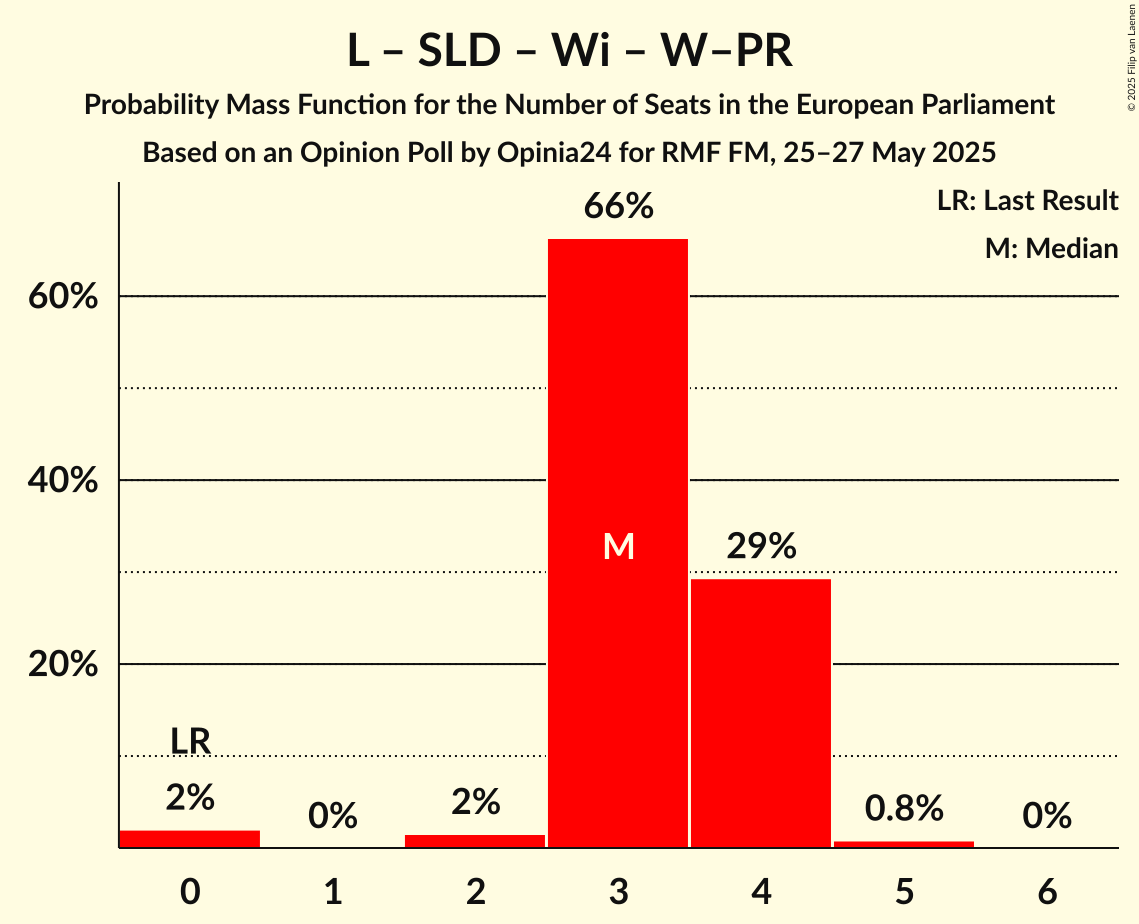 L – SLD – Wi – W–PR
Probability Mass Function for the Number of Seats in the European Parliament
Based on an Opinion Poll by Opinia24 for RMF FM, 25–27 May 2025
© 2025 Filip van Laenen
LR: Last Result
M: Median
60%
40%
20%
LR
2%
0%
2%
66%
M
29%
0.8%
0%
0 1 2 3 4 5 6